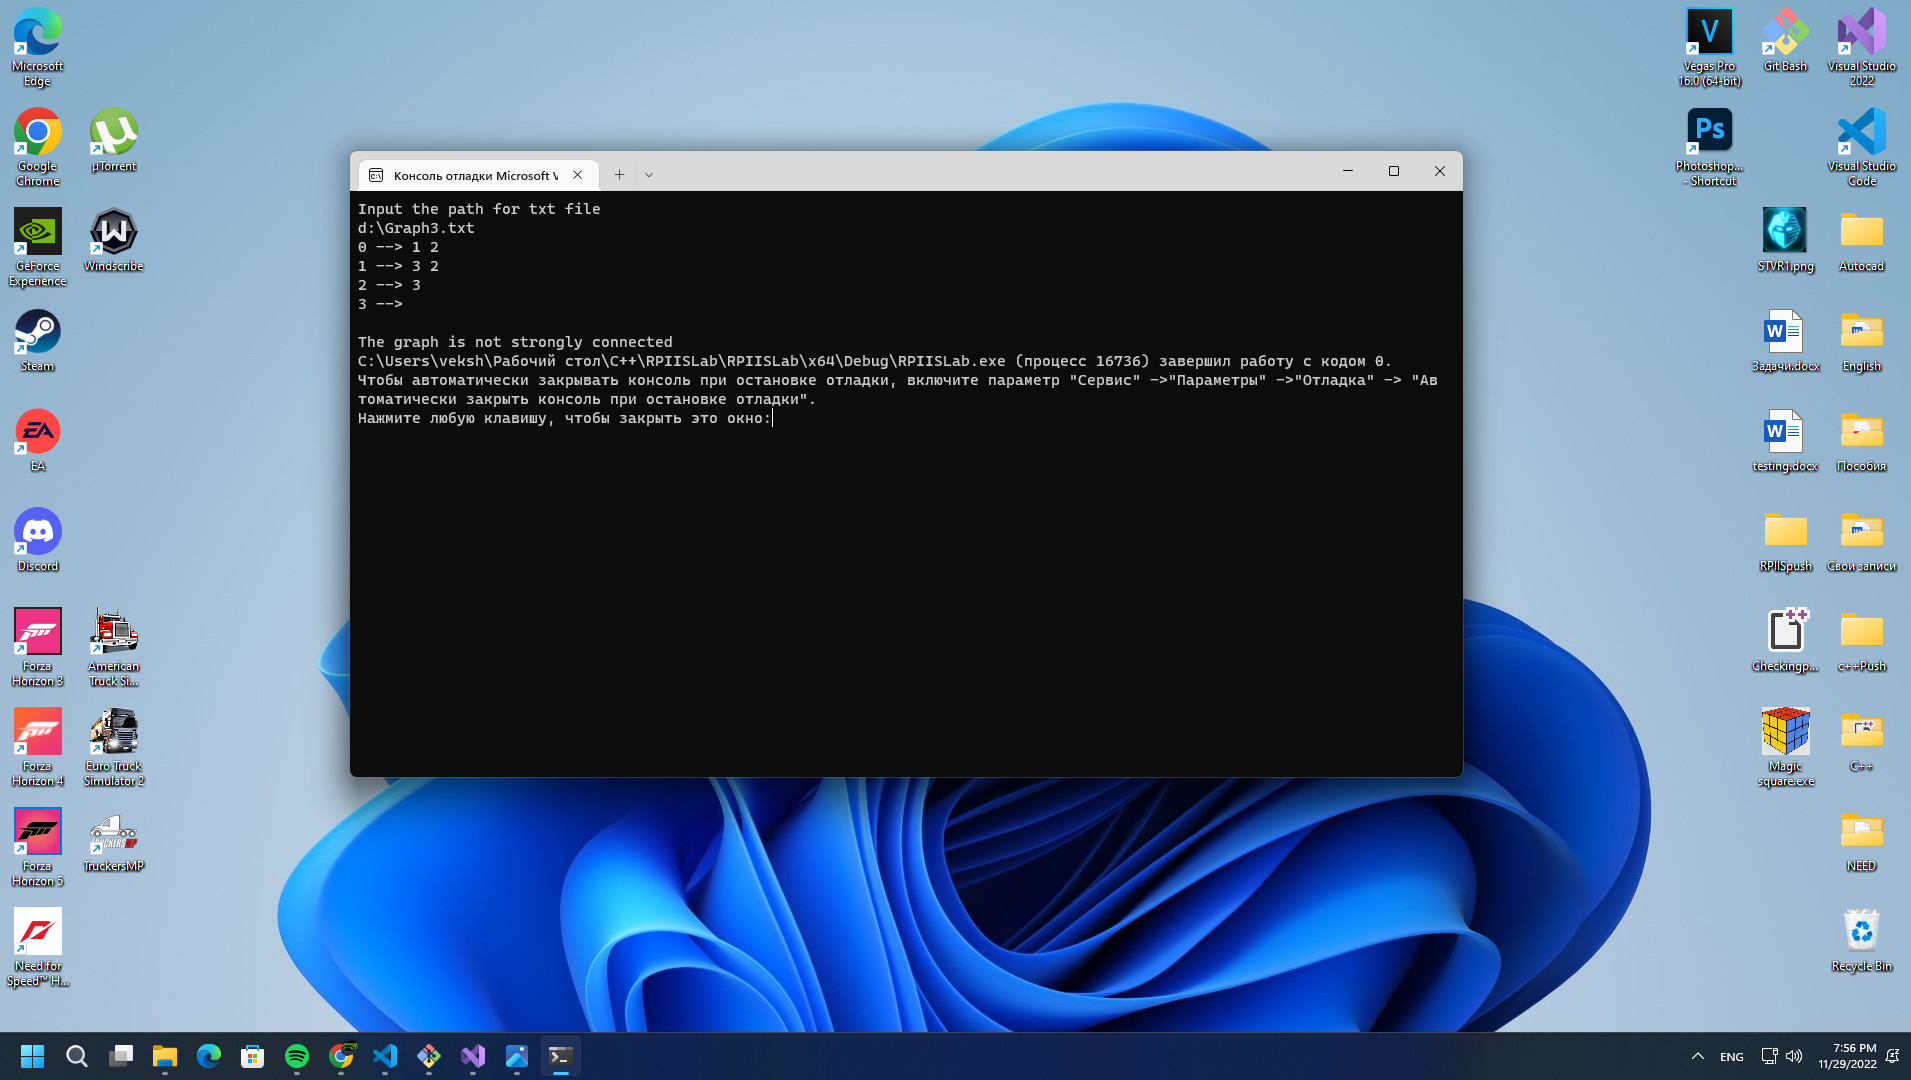 Microsoft
Edge
Google
Chrome
µTorrent
GeForce
Experience
Windscribe
Steam
EA
Discord
Forza
Horizon 3
American
Truck Si...
Forza
Horizon 4
Euro Truck
Simulator 2
Forza
Horizon 5
TruckersMP
Need for
Speed™ H...
Консоль отладки Microsoft V
Input the path for txt file
d:\Graph3.txt
0 --> 1 2
1 --> 3 2
2 --> 3
3 -->
The graph is not strongly connected
C:\Users\veksh\Рабочий стол\C++\RPIISLab\RPIISLab\x64\Debug\RPIISLab.exe (процесс 16736) завершил работу с кодом 0.
Чтобы автоматически закрывать консоль при остановке отладки, включите параметр "Сервис" ->"Параметры" ->"Отладка" -> "Ав
томатически закрыть консоль при остановке отладки".
Нажмите любую клавишу, чтобы закрыть это окно:
Vegas Pro
16.0 (64-bit)
Git Bash
Visual Studio
2022
Photoshop...
- Shortcut
Visual Studio
Code
STVR1.png
Autocad
Задачи.docx
English
testing.docx
Пособия
RPIISpush
Свои записи
Checkingp...
c++Push
Magic
square.exe
C++
NEED
Recycle Bin
ENG
7:56 PM
11/29/2022